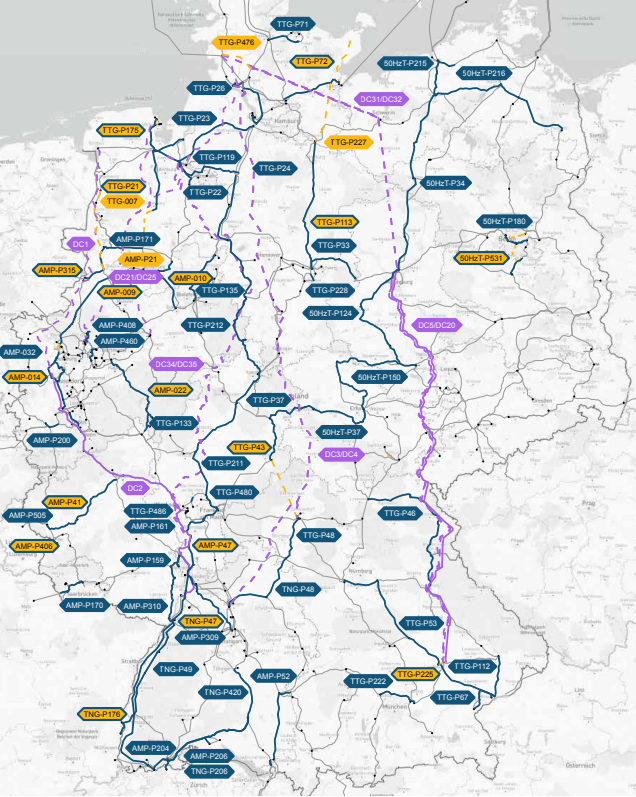 TTG-P71
TTG-P476
TTG-P72
50HzT-P215
50HzT-P216
TTG-P26
DC31/DC32
TTG-P23
Hamburg
TTG-P175
TTG-P227
TTG-P119
TTG-P24
TTG-P21
TTG-P22
50HzT-P34
TTG-007
TTG-P113
50HzT-P180
AMP-P171
DC1
TTG-P33
AMP-P21
50HzT-P531
AMP-P315
DC21/DC25
AMP-010
AMP-009
TTG-P135
TTG-P228
50HzT-P124
AMP-P408
TTG-P212
DC5/DC20
AMP-P460
AMP-032
DC34/DC35
AMP-014
50HzT-P150
AMP-022
TTG-P37
TTG-P133
50HzT-P37
AMP-P200
TTG-P43
DC3/DC4
TTG-P211
DC2
TTG-P480
AMP-P41
TTG-P486
TTG-P46
AMP-P505
AMP-P161
TTG-P48
AMP-P406
AMP-P47
AMP-P159
Nürnberg
TNG-P48
AMP-P170
AMP-P310
TNG-P47
TTG-P53
AMP-P309
TNG-P49
TTG-P112
AMP-P52
TTG-P225
TTG-P222
TNG-P420
TTG-P67
München
TNG-P176
AMP-P204
AMP-P206
TNG-P206
Zürich
Österreich